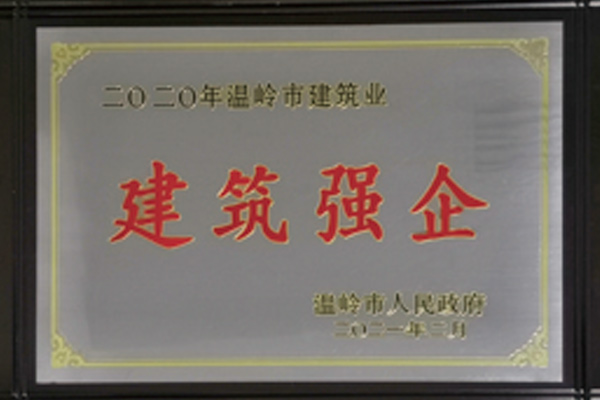 二〇二〇年温岭市建筑业
建筑强企
温岭市人民政府
二〇二一年二月